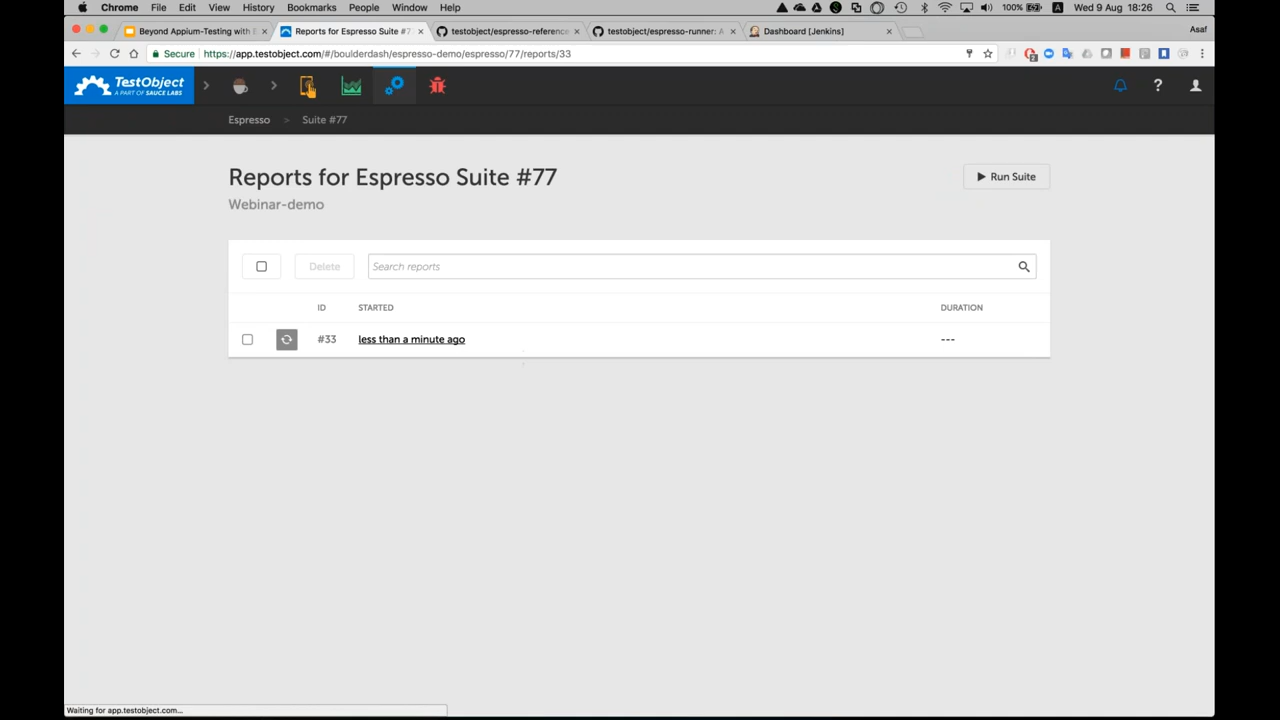 Chrome File Edit View History Bookmarks People Window Help 100% A Wed 9 Aug 18:26
Beyond Appium-Testing with E × Reports for Espresso Suite #7 × testobject/espresso-reference × testobject/espresso-runner: A × Dashboard [Jenkins] × Asaf
Secure https://app.testobject.com/#/boulderdash/espresso-demo/espresso/77/reports/33
TestObject
A PART OF SAUCE LABS
Espresso > Suite #77
Reports for Espresso Suite #77
Run Suite
Webinar-demo
Delete Search reports
ID STARTED DURATION
#33 less than a minute ago ---
Waiting for app.testobject.com...